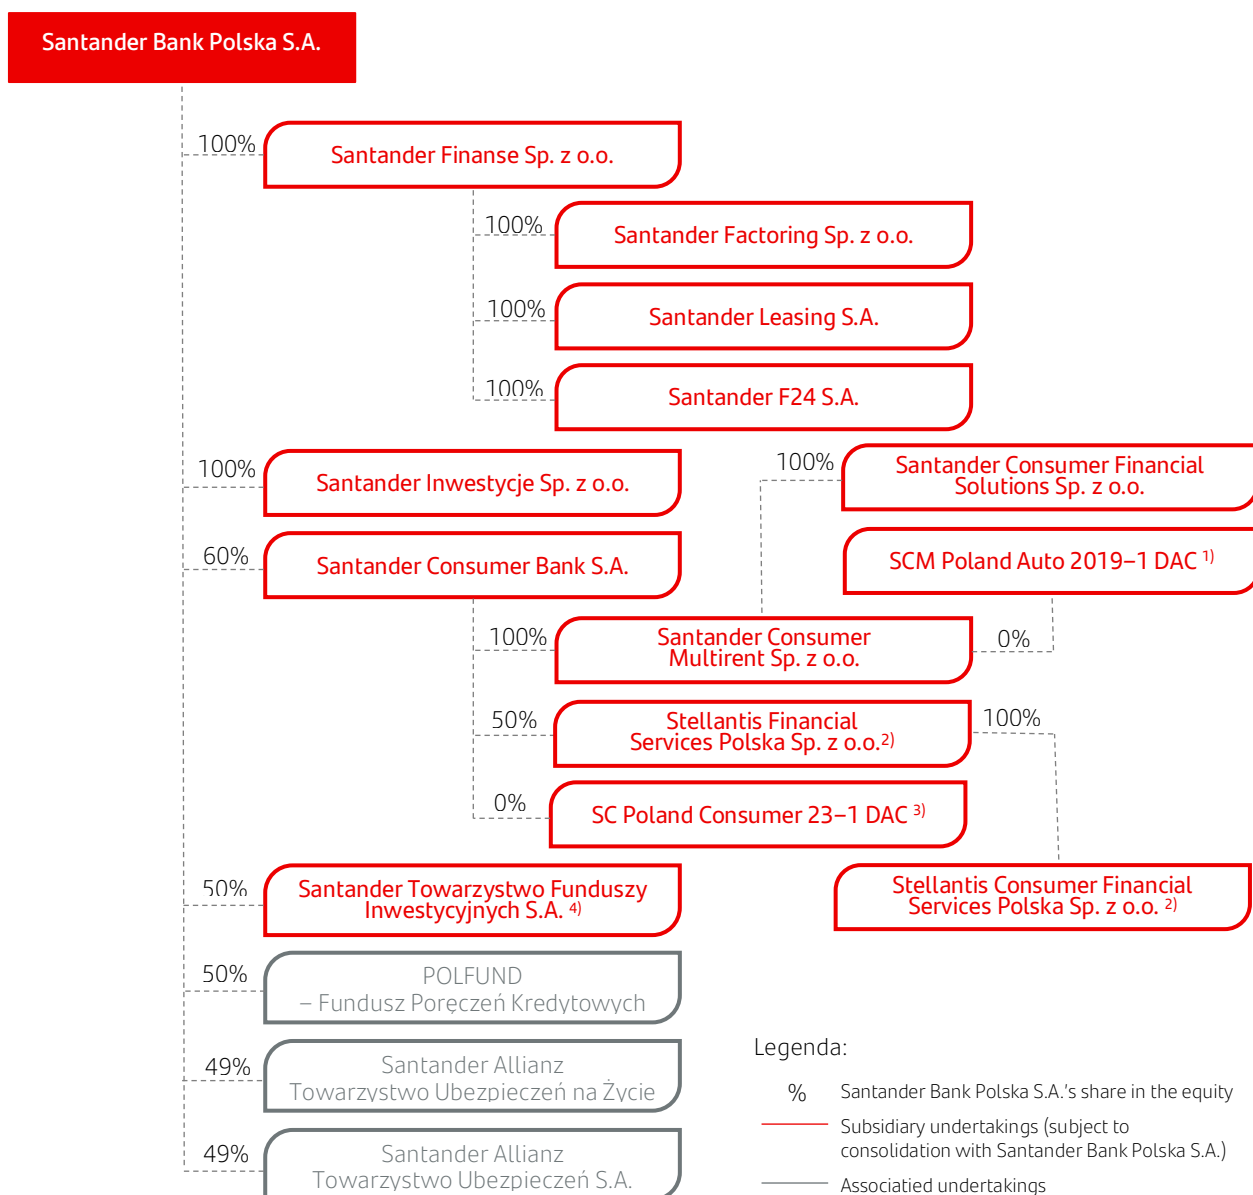 Santander Bank Polska S.A.
100%
Santander Finanse Sp. z o.o.
100%
Santander Factoring Sp. z o.o.
100%
Santander Leasing S.A.
100%
Santander F24 S.A.
100%
Santander Inwestycje Sp. z o.o.
100%
Santander Consumer Financial
Solutions Sp. z o.o.
60%
Santander Consumer Bank S.A.
SCM Poland Auto 2019–1 DAC 1)
100%
Santander Consumer
Multirent Sp. z o.o.
0%
50%
Stellantis Financial
Services Polska Sp. z o.o.2)
100%
0%
SC Poland Consumer 23–1 DAC 3)
50%
Santander Towarzystwo Funduszy
Inwestycyjnych S.A. 4)
Stellantis Consumer Financial
Services Polska Sp. z o.o. 2)
50%
POLFUND
– Fundusz Poręczeń Kredytowych
49%
Santander Allianz
Towarzystwo Ubezpieczeń na Życie
49%
Santander Allianz
Towarzystwo Ubezpieczeń S.A.
Legenda:
% Santander Bank Polska S.A.'s share in the equity
Subsidiary undertakings (subject to
consolidation with Santander Bank Polska S.A.)
Associatied undertakings